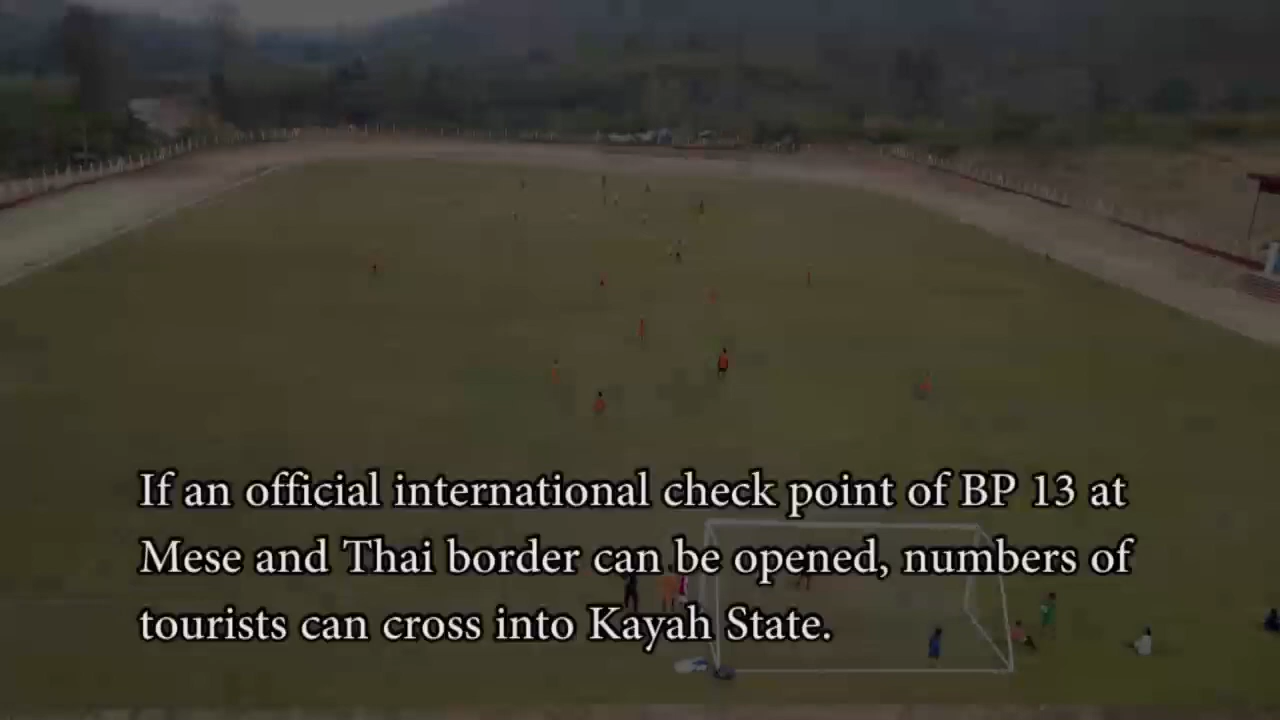 If an official international check point of BP 13 at
Mese and Thai border can be opened, numbers of
tourists can cross into Kayah State.